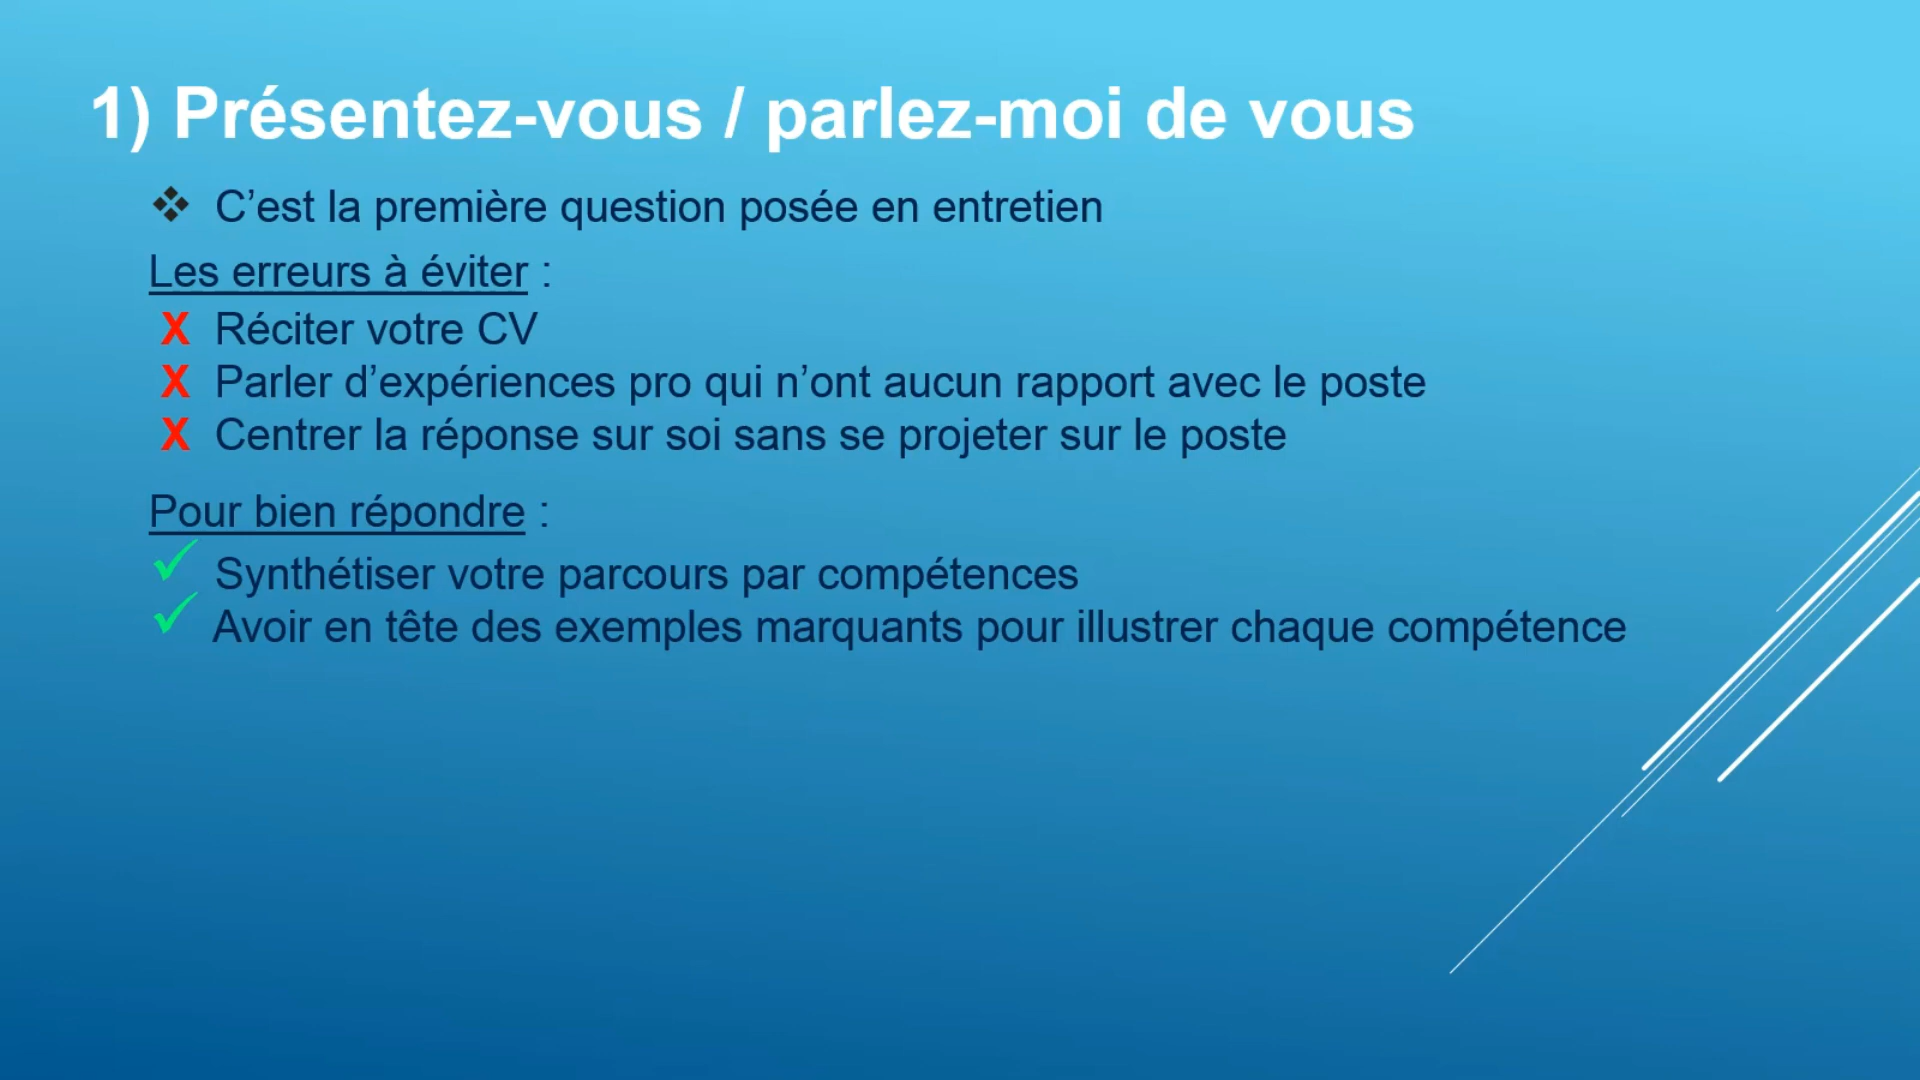 1) Présentez-vous / parlez-moi de vous
❖ C’est la première question posée en entretien
Les erreurs à éviter :
X Réciter votre CV
X Parler d’expériences pro qui n’ont aucun rapport avec le poste
X Centrer la réponse sur soi sans se projeter sur le poste
Pour bien répondre :
✓ Synthétiser votre parcours par compétences
✓ Avoir en tête des exemples marquants pour illustrer chaque compétence